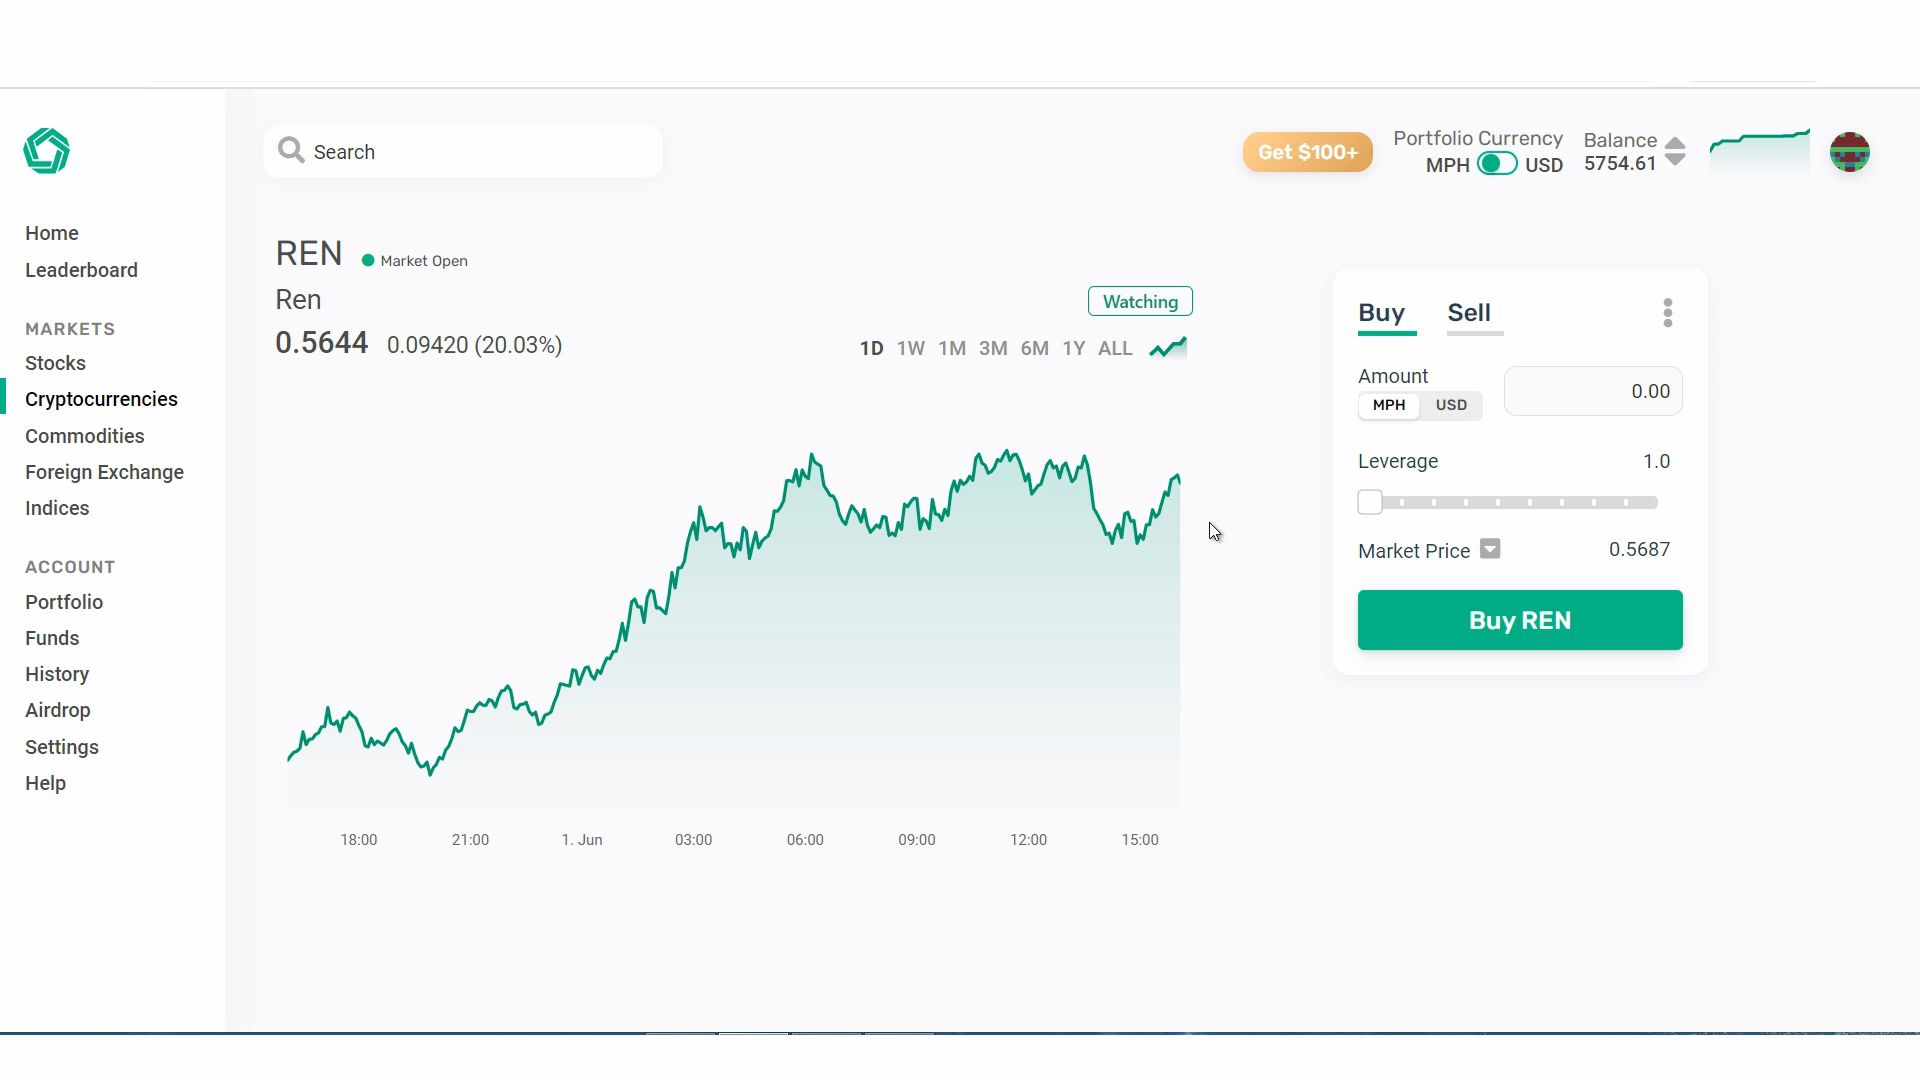 Search
Get $100+
Portfolio Currency
MPH USD
Balance
5754.61
Home
Leaderboard
MARKETS
Stocks
Cryptocurrencies
Commodities
Foreign Exchange
Indices
ACCOUNT
Portfolio
Funds
History
Airdrop
Settings
Help
REN Market Open
Ren
Watching
0.5644 0.09420 (20.03%)
1D 1W 1M 3M 6M 1Y ALL
18:00 21:00 1. Jun 03:00 06:00 09:00 12:00 15:00
Buy Sell
Amount
MPH USD
0.00
Leverage 1.0
Market Price 0.5687
Buy REN